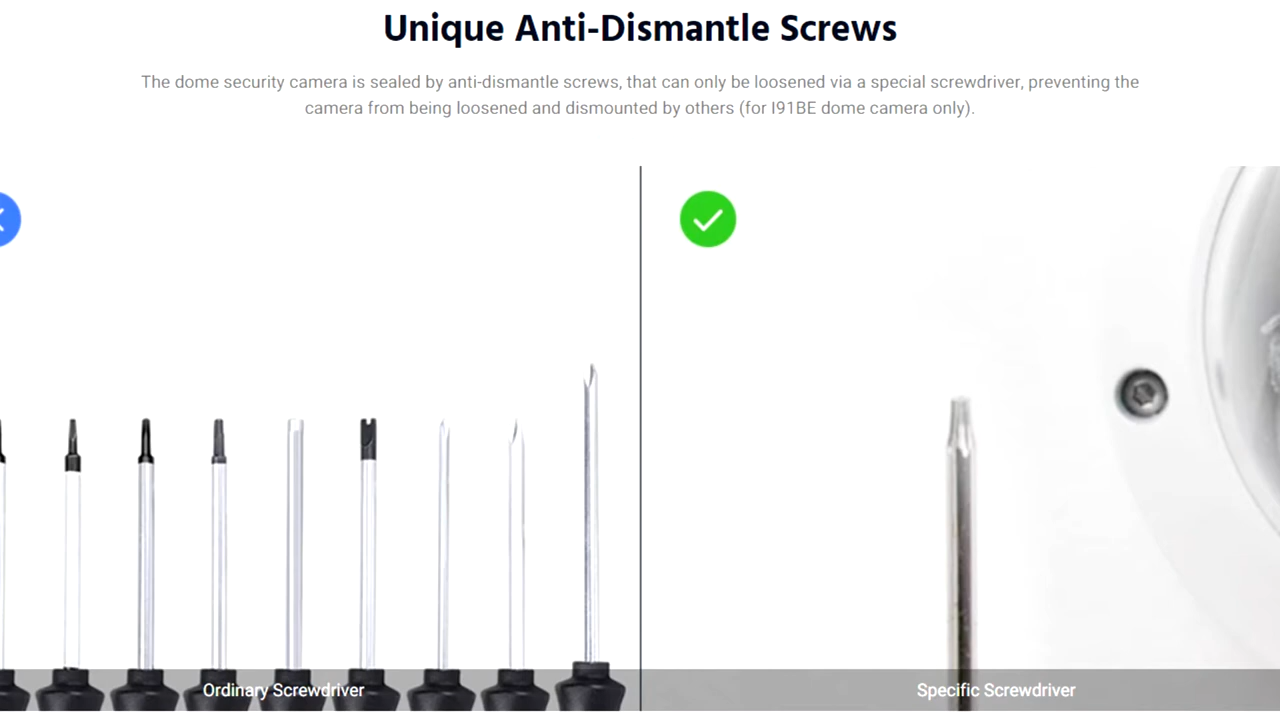 Unique Anti-Dismantle Screws
The dome security camera is sealed by anti-dismantle screws, that can only be loosened via a special screwdriver, preventing the
camera from being loosened and dismounted by others (for I91BE dome camera only).
Ordinary Screwdriver
Specific Screwdriver